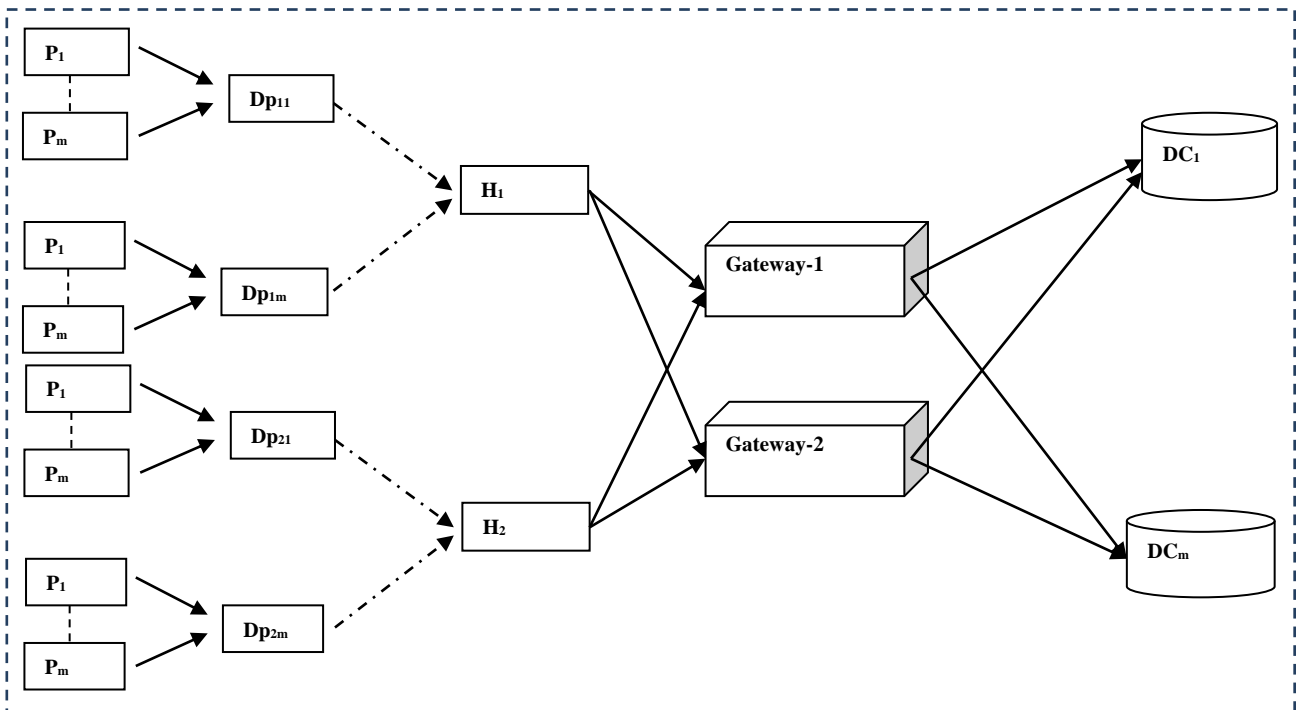 P₁
Pₘ
Dp₁₁
P₁
Pₘ
Dp₁ₘ
P₁
Pₘ
Dp₂₁
P₁
Pₘ
Dp₂ₘ
H₁
H₂
Gateway-1
Gateway-2
DC₁
DCₘ